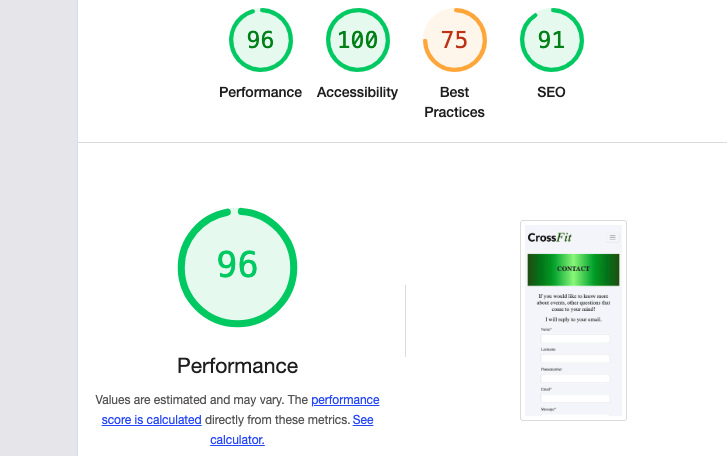 96 100 75 91
Performance Accessibility Best Practices SEO
96
Performance
Values are estimated and may vary. The performance
score is calculated directly from these metrics. See
calculator.
CrossFit
CONTACT
If you would like to know more
about events, other questions that
come to your mind!
I will reply to your email.
Name*
Lastname
Phonenumber
Email*
Message*